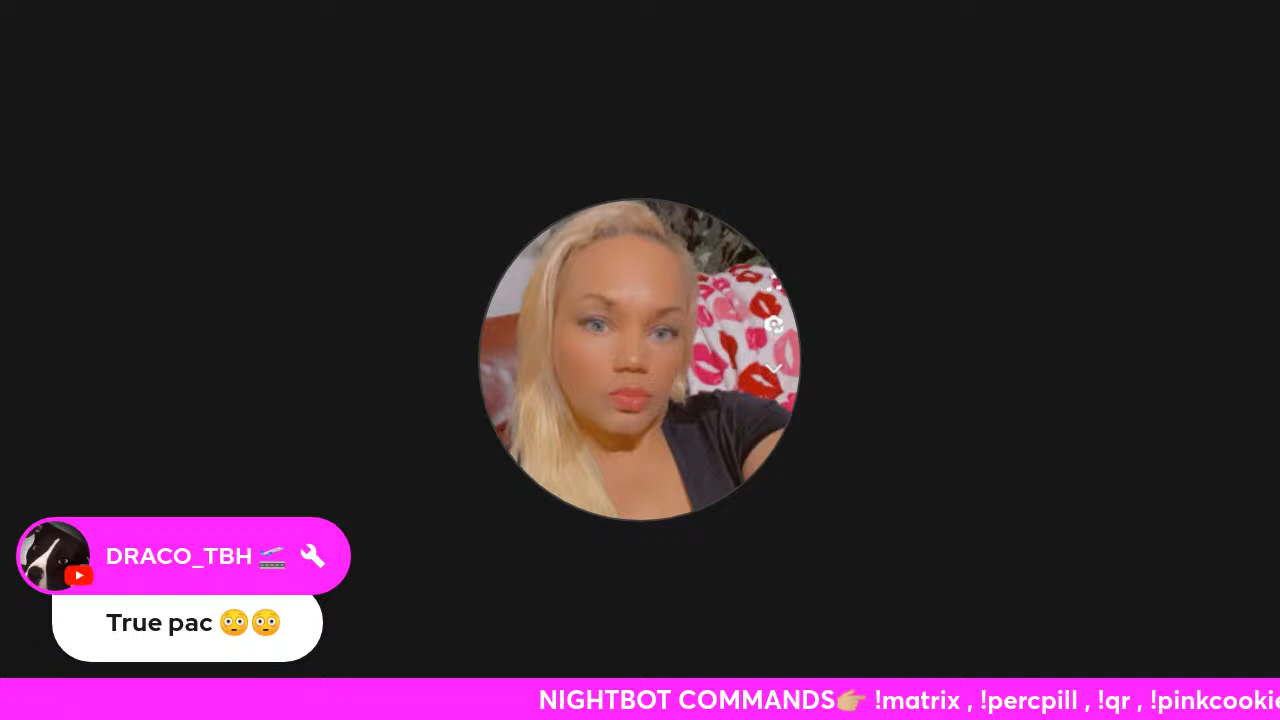 DRACO_TBH 🛫
True pac 😳😳
NIGHTBOT COMMANDS👉🏼 !matrix , !percpill , !qr , !pinkcookie